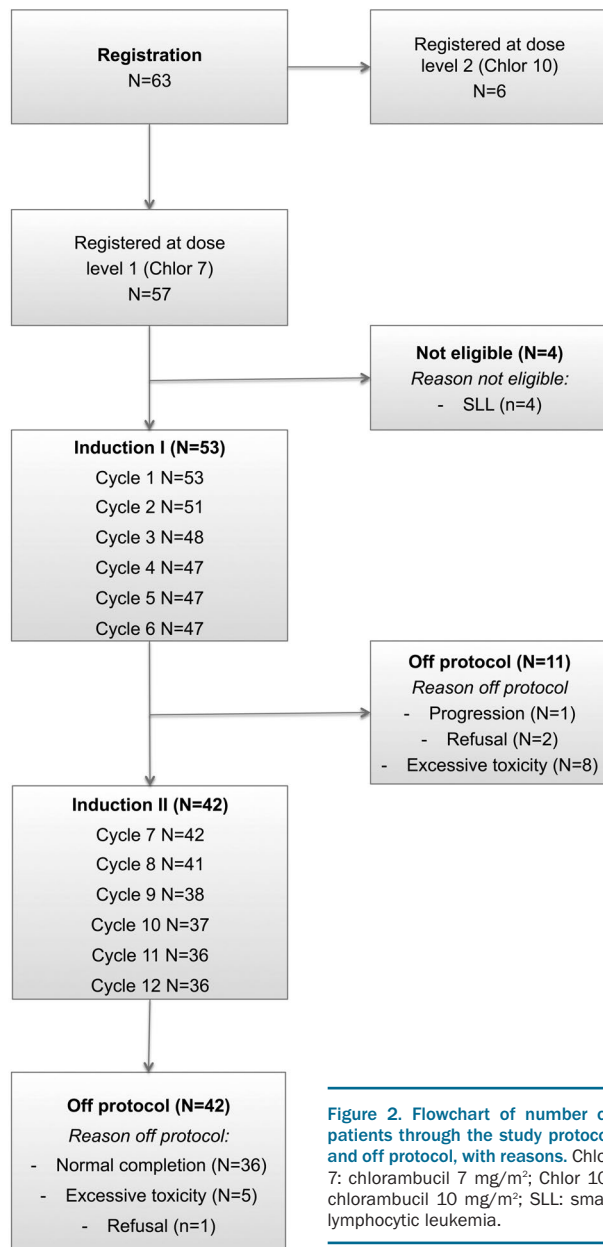 Registration
N=63
Registered at dose
level 2 (Chlor 10)
N=6
Registered at dose
level 1 (Chlor 7)
N=57
Not eligible (N=4)
Reason not eligible:
- SLL (n=4)
Induction I (N=53)
Cycle 1 N=53
Cycle 2 N=51
Cycle 3 N=48
Cycle 4 N=47
Cycle 5 N=47
Cycle 6 N=47
Off protocol (N=11)
Reason off protocol
- Progression (N=1)
- Refusal (N=2)
- Excessive toxicity (N=8)
Induction II (N=42)
Cycle 7 N=42
Cycle 8 N=41
Cycle 9 N=38
Cycle 10 N=37
Cycle 11 N=36
Cycle 12 N=36
Off protocol (N=42)
Reason off protocol:
- Normal completion (N=36)
- Excessive toxicity (N=5)
- Refusal (n=1)
Figure 2. Flowchart of number o
patients through the study protoco
and off protocol, with reasons. Chlo
7: chlorambucil 7 mg/m²; Chlor 10
chlorambucil 10 mg/m²; SLL: sma
lymphocytic leukemia.